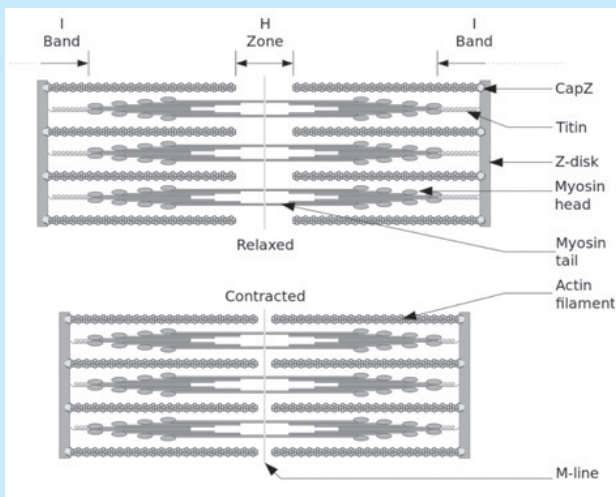 I
Band
H
Zone
I
Band
CapZ
Titin
Z-disk
Myosin
head
Relaxed
Myosin
tail
Contracted
Actin
filament
M-line